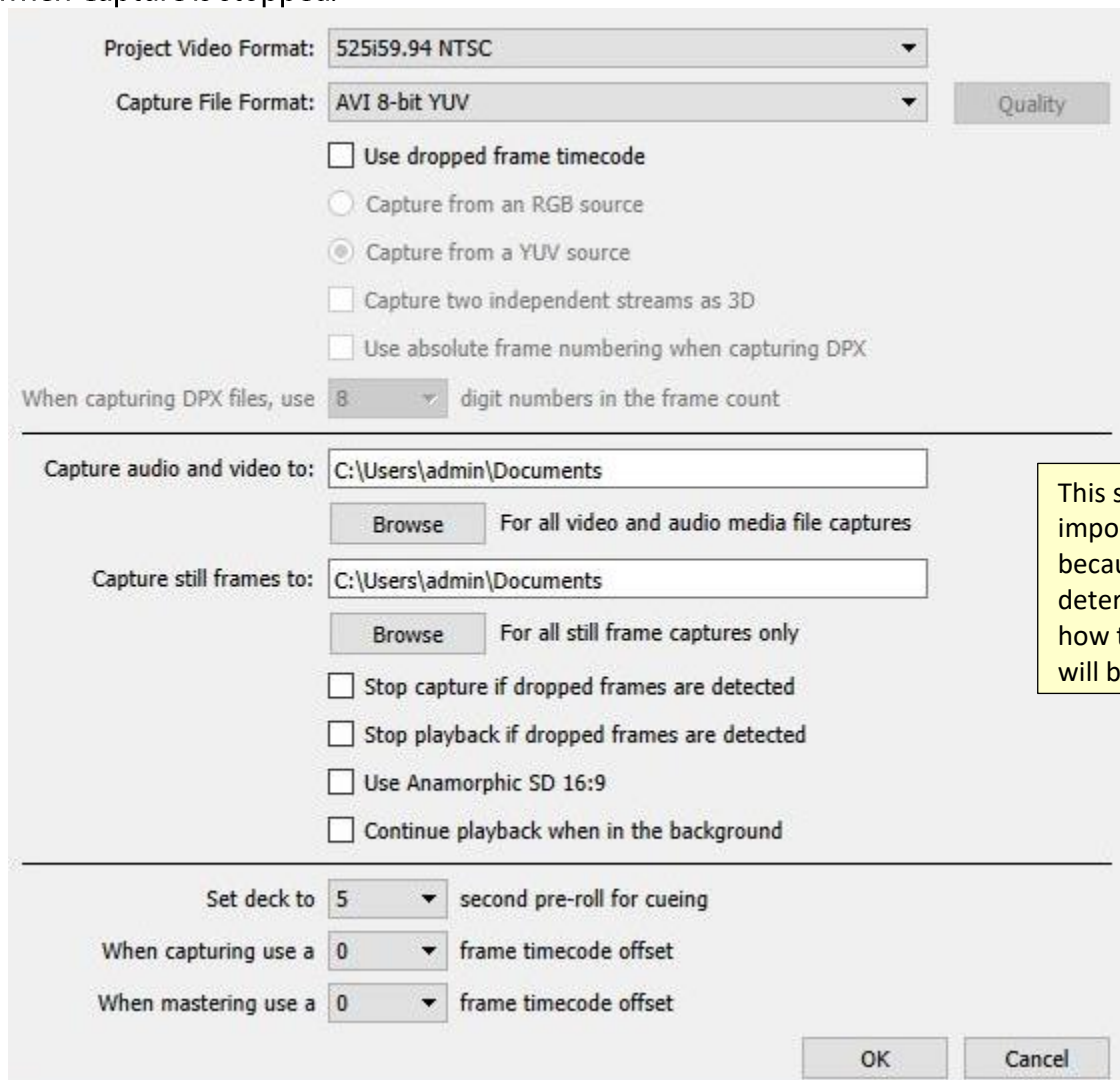 when Capture is stopped.
Project Video Format: 525i59.94 NTSC
Capture File Format: AVI 8-bit YUV Quality
Use dropped frame timecode
Capture from an RGB source
Capture from a YUV source
Capture two independent streams as 3D
Use absolute frame numbering when capturing DPX
When capturing DPX files, use 8 digit numbers in the frame count
Capture audio and video to: C:\Users\admin\Documents
Browse For all video and audio media file captures
Capture still frames to: C:\Users\admin\Documents
Browse For all still frame captures only
Stop capture if dropped frames are detected
Stop playback if dropped frames are detected
Use Anamorphic SD 16:9
Continue playback when in the background
This
how
will
Set deck to 5 second pre-roll for cueing
When capturing use a 0 frame timecode offset
When mastering use a 0 frame timecode offset
OK Cancel